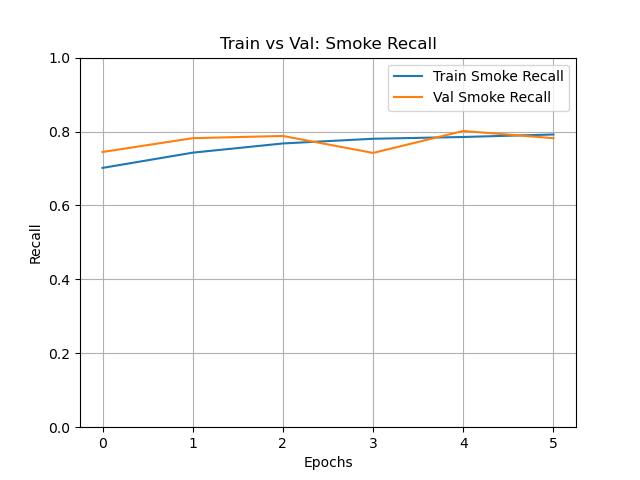 Train vs Val: Smoke Recall
Train Smoke Recall
Val Smoke Recall
Recall
1.0
0.8
0.6
0.4
0.2
0.0
0 1 2 3 4 5
Epochs